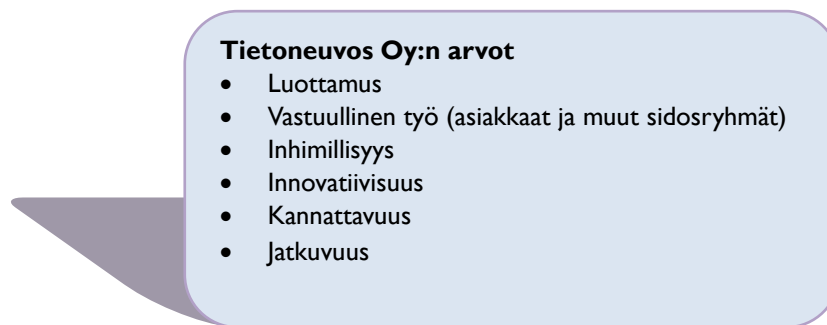 Tietoneuvos Oy:n arvot
• Luottamus
• Vastuullinen työ (asiakkaat ja muut sidosryhmät)
• Inhimillisyys
• Innovatiivisuus
• Kannattavuus
• Jatkuvuus